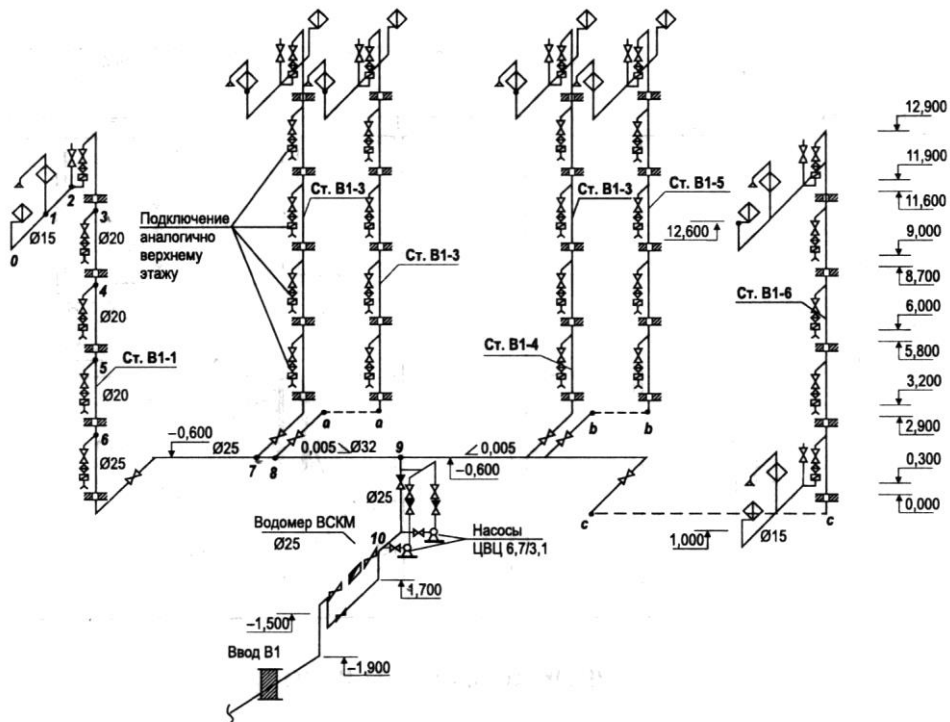 12,900
11,900
11,600
12,600
9,000
8,700
6,000
5,800
3,200
2,900
0,300
0,000
Ст. В1-3
Ст. В1-3
Ст. В1-5
Подключение
аналогично
верхнему
этажу
Ст. В1-3
Ст. В1-6
Ст. В1-4
Ст. В1-1
0
1
2
3
4
5
6
Ø15
Ø20
Ø20
Ø20
Ø25
–0,600
Ø25
7
8
a
a
0,005
Ø32
9
0,005
–0,600
b
b
c
c
Ø25
Водомер ВСКМ
Ø25
10
Насосы
ЦВЦ 6,7/3,1
1,000
Ø15
1,700
–1,500
Ввод В1
–1,900